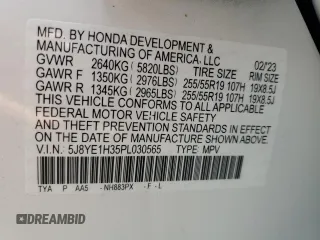 MFD. BY HONDA DEVELOPMENT &
MANUFACTURING OF AMERICA, LLC 02/'23
GVWR 2640KG (5820LBS) TIRE SIZE RIM SIZE
GAWR F 1350KG (2976LBS) 255/55R19 107H 19X8.5J
GAWR R 1345KG (2965LBS) 255/55R19 107H 19X8.5J
THIS VEHICLE CONFORMS TO ALL APPLICABLE
FEDERAL MOTOR VEHICLE SAFETY STANDARDS IN EFFECT
ON THE DATE OF MANUFACTURE SHOWN ABOVE.
V.I.N. 5J8YE1H35PL030565 TYPE: MPV
TYA P AA5 -NH883PX -F-L
DREAMBID DREAMBID.COM